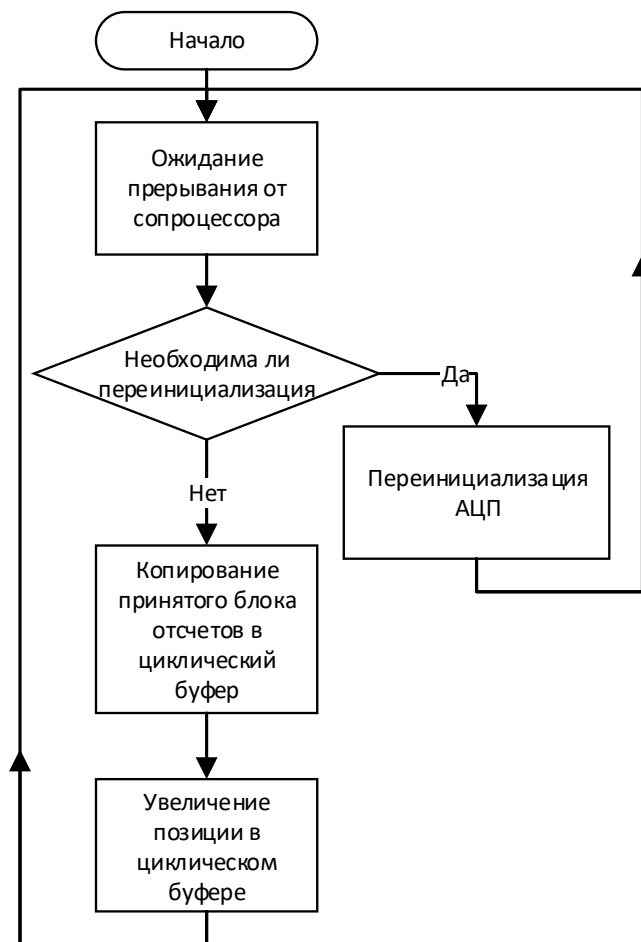 Начало
Ожидание
прерывания от
сопроцессора
Необходима ли
переинициализация
Да
Переинициализация
АЦП
Нет
Копирование
принятого блока
отсчетов в
циклический
буфер
Увеличение
позиции в
циклическом
буфере